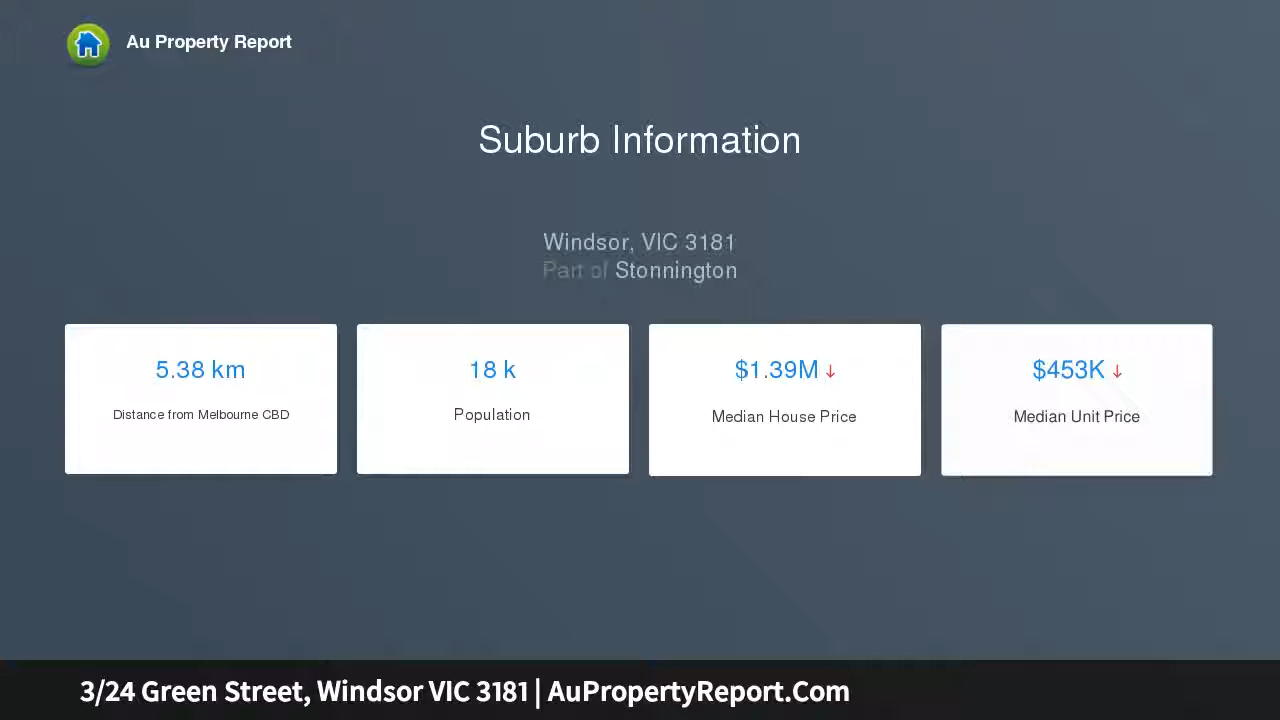 Au Property Report
Suburb Information
Windsor, VIC 3181
Part of Stonnington
5.38 km
Distance from Melbourne CBD
18 k
Population
$1.39M ↓
Median House Price
$453K ↓
Median Unit Price
3/24 Green Street, Windsor VIC 3181 | AuPropertyReport.Com